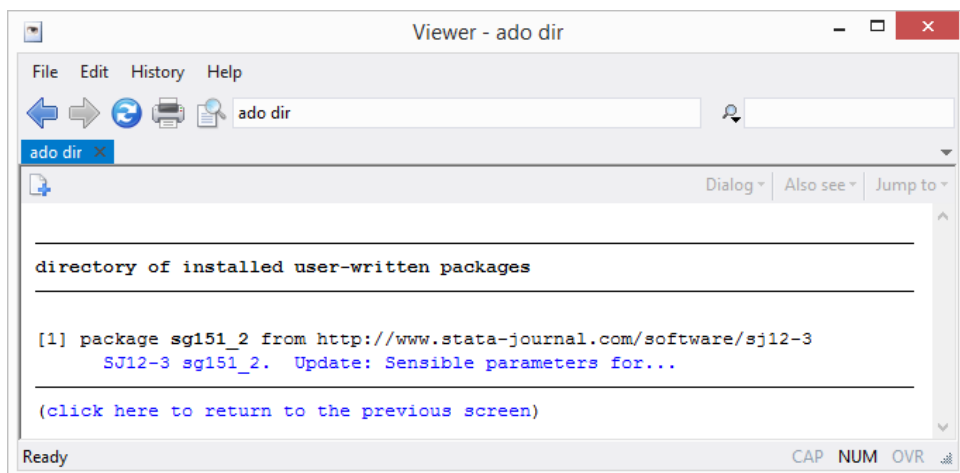 Viewer - ado dir
File Edit History Help
ado dir
ado dir
Dialog Also see Jump to
directory of installed user-written packages
[1] package sg151_2 from http://www.stata-journal.com/software/sj12-3
SJ12-3 sg151_2. Update: Sensible parameters for...
(click here to return to the previous screen)
Ready CAP NUM OVR